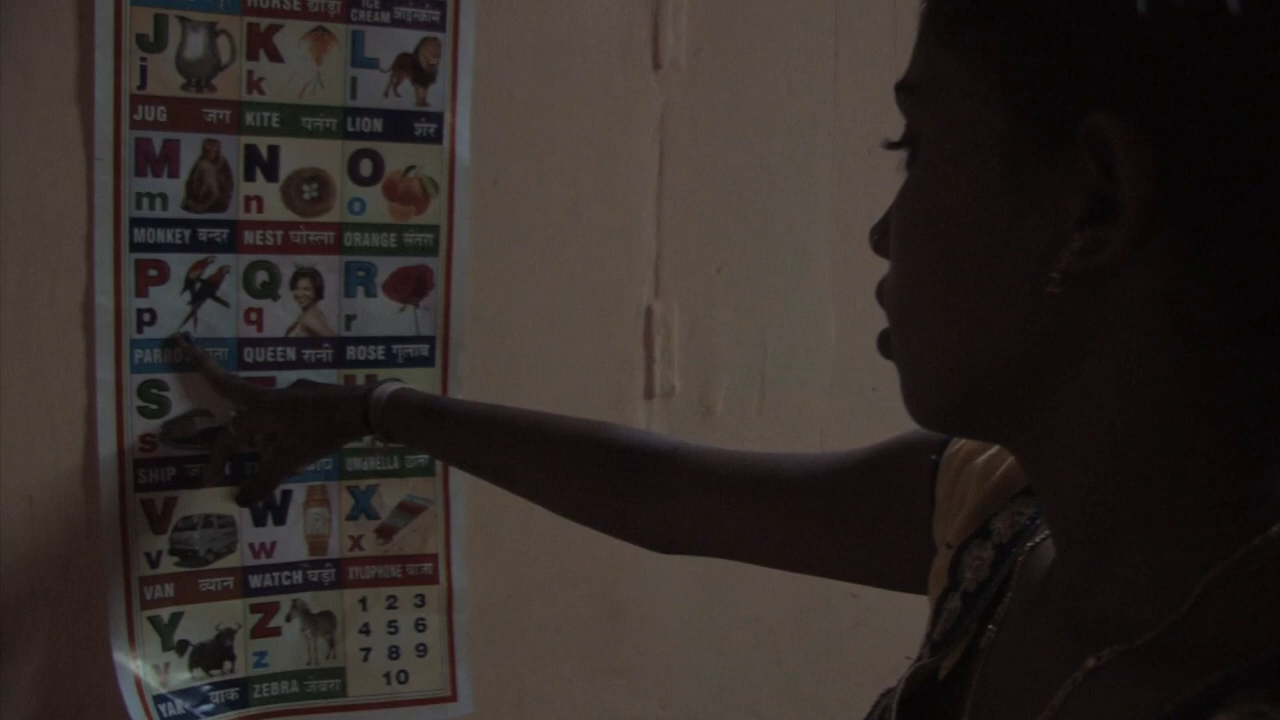 HORSE घोड़ा ICE CREAM आईस्क्रीम
J j K k L l
JUG जग KITE पतंग LION शेर
M m N n O o
MONKEY बन्दर NEST घोंसला ORANGE संतरा
P p Q q R r
QUEEN रानी ROSE गुलाब
S s
SHIP UMBRELLA छाता
V v W w X x
VAN व्यान WATCH घड़ी XYLOPHONE बाजा
Y y Z z 1 2 3
4 5 6
7 8 9
10
YAK याक ZEBRA जेबरा